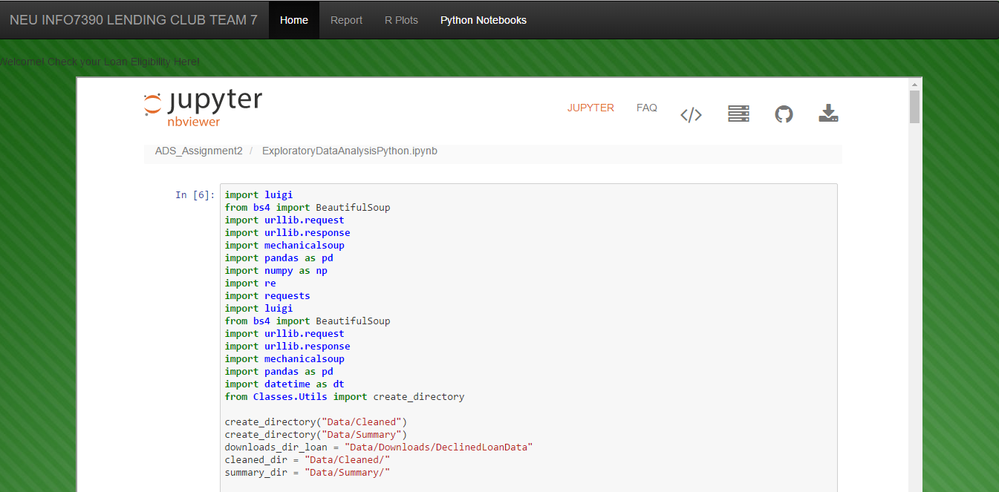 NEU INFO7390 LENDING CLUB TEAM 7 Home Report R Plots Python Notebooks
Welcome! Check your Loan Eligibility Here!
jupyter
nbviewer
JUPYTER FAQ </>
ADS_Assignment2 / ExploratoryDataAnalysisPython.ipynb
In [6]:
import luigi
from bs4 import BeautifulSoup
import urllib.request
import urllib.response
import mechanicalsoup
import pandas as pd
import numpy as np
import re
import requests
import luigi
from bs4 import BeautifulSoup
import urllib.request
import urllib.response
import mechanicalsoup
import pandas as pd
import datetime as dt
from Classes.Utils import create_directory
create_directory("Data/Cleaned")
create_directory("Data/Summary")
downloads_dir_loan = "Data/Downloads/DeclinedLoanData"
cleaned_dir = "Data/Cleaned/"
summary_dir = "Data/Summary/"